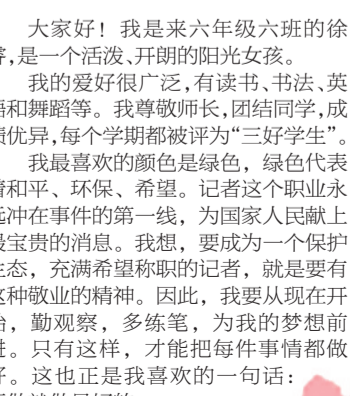 大家好！我是来六年级六班的徐
,是一个活泼、开朗的阳光女孩。
我的爱好很广泛,有读书、书法、英
语和舞蹈等。我尊敬师长,团结同学,成
绩优异,每个学期都被评为“三好学生”。
我最喜欢的颜色是绿色，绿色代表
着和平、环保、希望。记者这个职业永
远冲在事件的第一线，为国家人民献上
最宝贵的消息。我想，要成为一个保护
生态，充满希望称职的记者，就是要有
这种敬业的精神。因此，我要从现在开
始，勤观察，多练笔，为我的梦想前
进。只有这样，才能把每件事情都做
好。这也正是我喜欢的一句话：